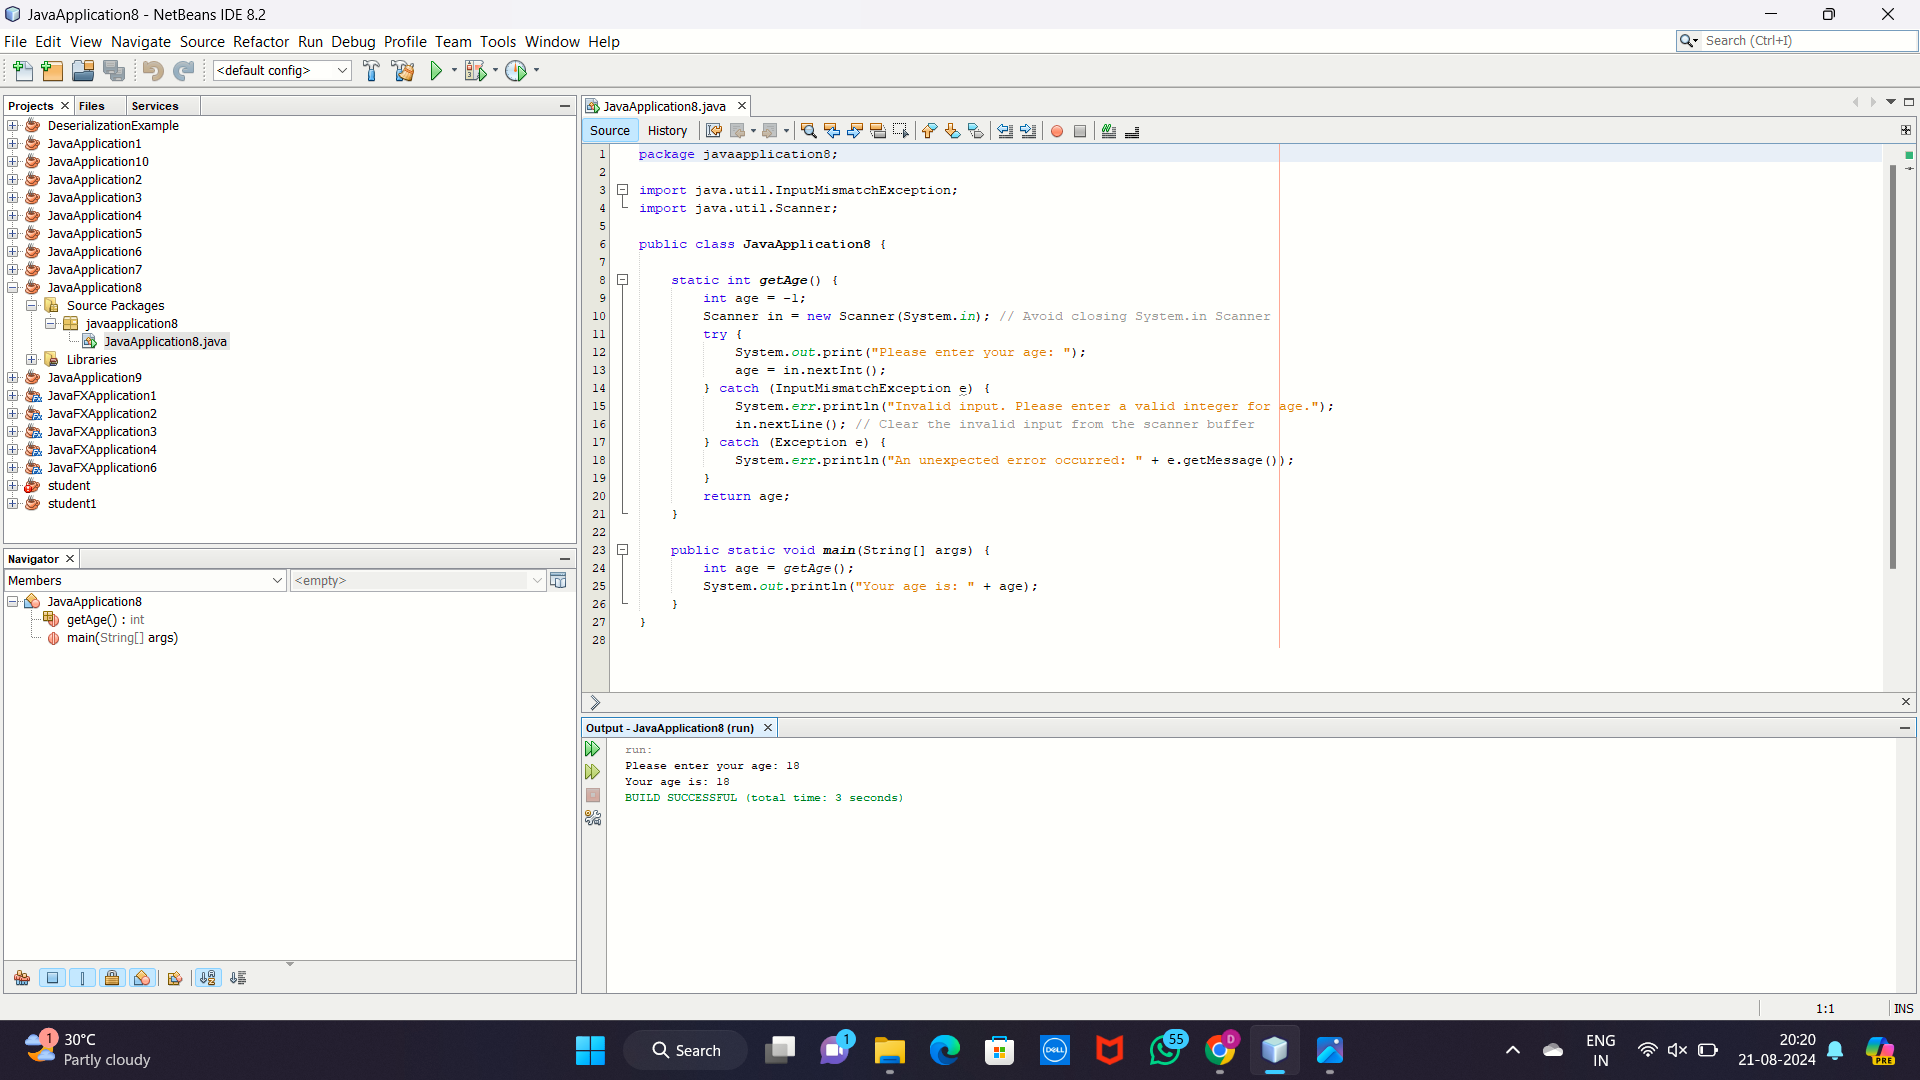 JavaApplication8 - NetBeans IDE 8.2
File Edit View Navigate Source Refactor Run Debug Profile Team Tools Window Help
Search (Ctrl+I)
<default config>
Projects Files Services
DeserializationExample
JavaApplication1
JavaApplication10
JavaApplication2
JavaApplication3
JavaApplication4
JavaApplication5
JavaApplication6
JavaApplication7
JavaApplication8
Source Packages
javaapplication8
JavaApplication8.java
Libraries
JavaApplication9
JavaFXApplication1
JavaFXApplication2
JavaFXApplication3
JavaFXApplication4
JavaFXApplication6
student
student1
Navigator
Members <empty>
JavaApplication8
getAge() : int
main(String[] args)
JavaApplication8.java
Source History
1 package javaapplication8;
2
3 import java.util.InputMismatchException;
4 import java.util.Scanner;
5
6 public class JavaApplication8 {
7
8 static int getAge() {
9 int age = -1;
10 Scanner in = new Scanner(System.in); // Avoid closing System.in Scanner
11 try {
12 System.out.print("Please enter your age: ");
13 age = in.nextInt();
14 } catch (InputMismatchException e) {
15 System.err.println("Invalid input. Please enter a valid integer for age.");
16 in.nextLine(); // Clear the invalid input from the scanner buffer
17 } catch (Exception e) {
18 System.err.println("An unexpected error occurred: " + e.getMessage());
19 }
20 return age;
21 }
22
23 public static void main(String[] args) {
24 int age = getAge();
25 System.out.println("Your age is: " + age);
26 }
27 }
28
Output - JavaApplication8 (run)
run:
Please enter your age: 18
Your age is: 18
BUILD SUCCESSFUL (total time: 3 seconds)
1:1 INS
1
30°C
Partly cloudy
Search
1
DELL
55
D
ENG
IN
20:20
21-08-2024
PRE